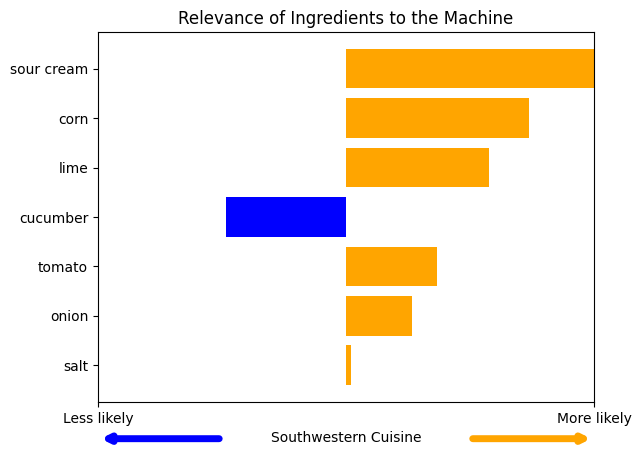 Relevance of Ingredients to the Machine
sour cream
corn
lime
cucumber
tomato
onion
salt
Less likely
More likely
Southwestern Cuisine